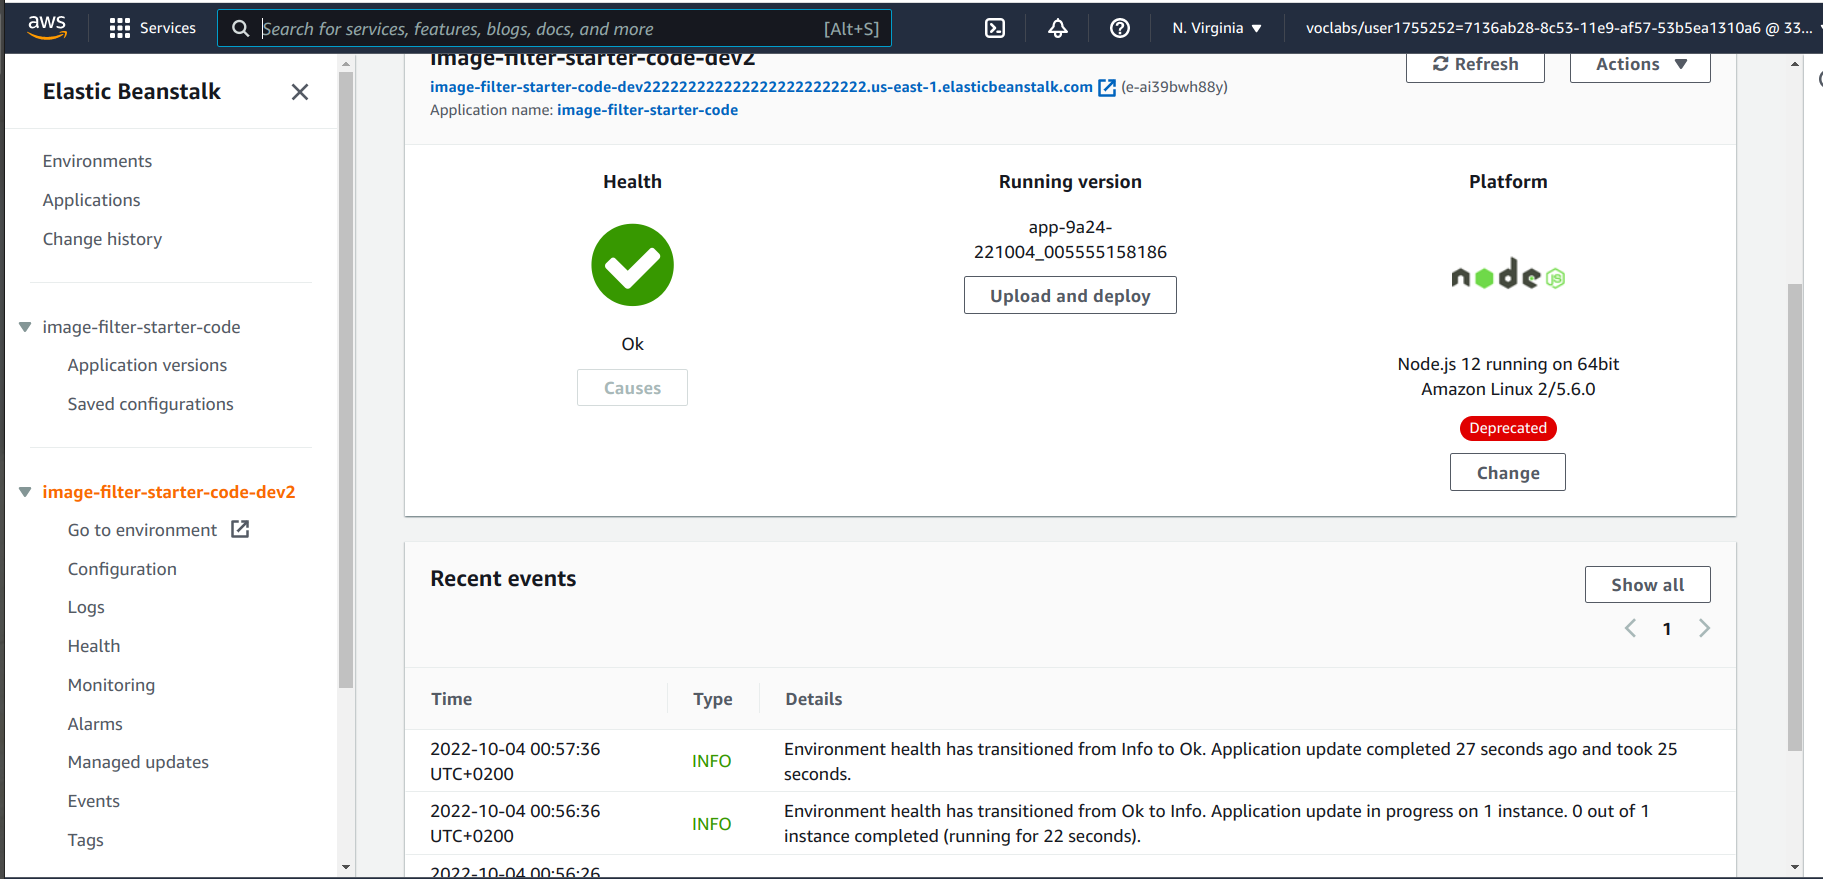 aws
Services
Search for services, features, blogs, docs, and more
[Alt+S]
N. Virginia
voclabs/user1755252=7136ab28-8c53-11e9-af57-53b5ea1310a6 @ 33...
Elastic Beanstalk
Environments
Applications
Change history
image-filter-starter-code
Application versions
Saved configurations
image-filter-starter-code-dev2
Go to environment
Configuration
Logs
Health
Monitoring
Alarms
Managed updates
Events
Tags
image-filter-starter-code-dev2
Refresh
Actions
image-filter-starter-code-dev2222222222222222222222222.us-east-1.elasticbeanstalk.com (e-ai39bwh88y)
Application name: image-filter-starter-code
Health
Ok
Causes
Running version
app-9a24-
221004_005555158186
Upload and deploy
Platform
node JS
Node.js 12 running on 64bit
Amazon Linux 2/5.6.0
Deprecated
Change
Recent events
Show all
1
Time Type Details
2022-10-04 00:57:36
UTC+0200
INFO
Environment health has transitioned from Info to Ok. Application update completed 27 seconds ago and took 25
seconds.
2022-10-04 00:56:36
UTC+0200
INFO
Environment health has transitioned from Ok to Info. Application update in progress on 1 instance. 0 out of 1
instance completed (running for 22 seconds).
2022-10-04 00:56:26